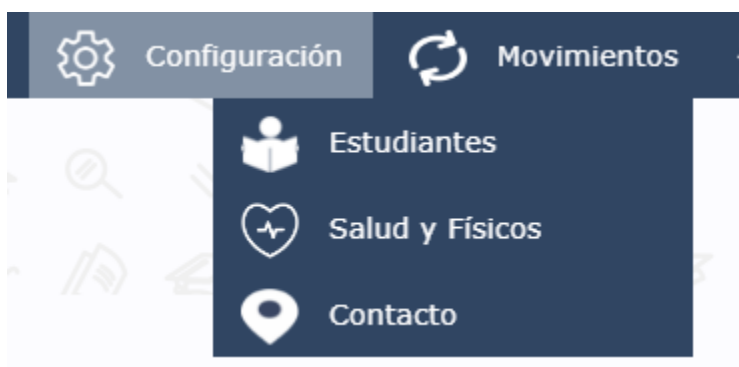 Configuración Movimientos
Estudiantes
Salud y Físicos
Contacto